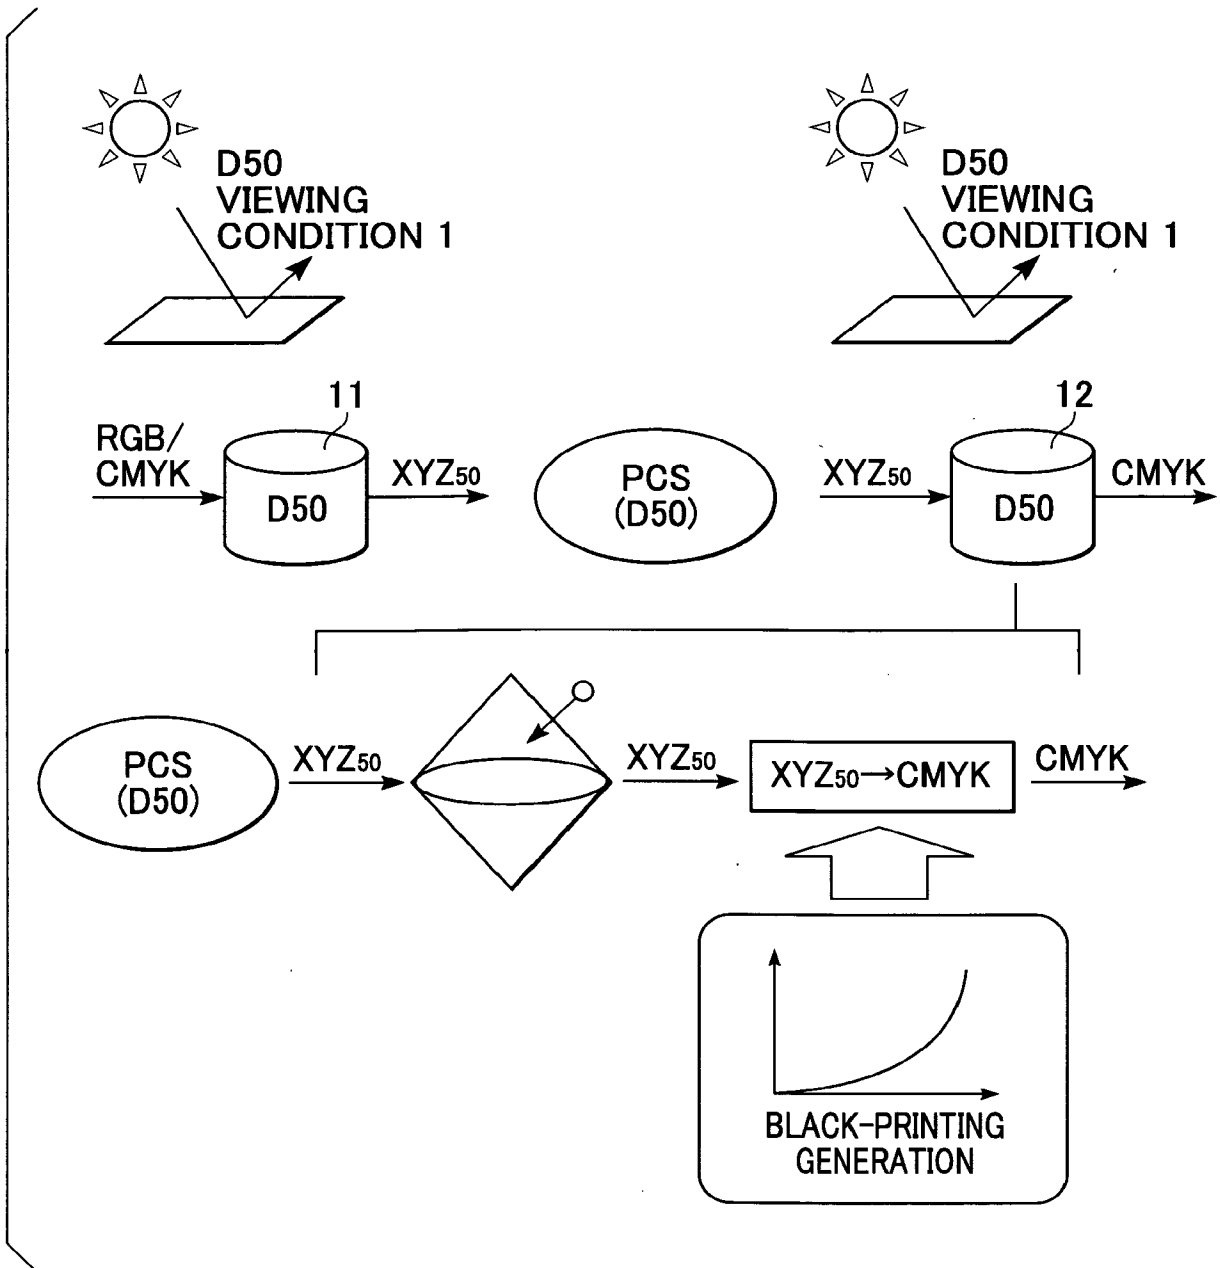 D50
VIEWING
CONDITION 1
D50
VIEWING
CONDITION 1
11
12
RGB/
CMYK
D50
XYZ50
PCS
(D50)
XYZ50
D50
CMYK
PCS
(D50)
XYZ50
XYZ50
XYZ50→CMYK
CMYK
BLACK-PRINTING
GENERATION